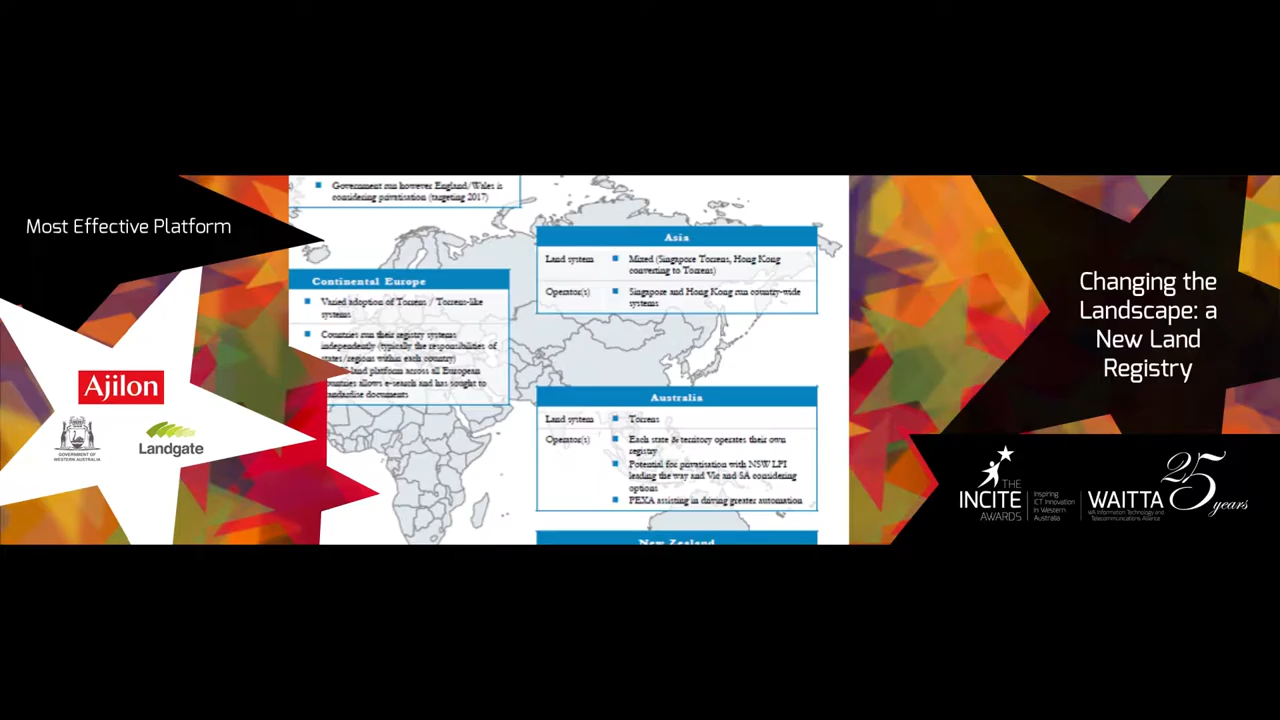 Most Effective Platform
Ajilon
GOVERNMENT OF
WESTERN AUSTRALIA
Landgate
Government run however England/Wales is
considering privatisation (targeting 2017)
Continental Europe
Varied adoption of Torrens / Torrens-like
systems
Countries run their registry systems
independently (typically the responsibilities of
states/regions within each country)
land platform across all European
countries allows e-search and has sought to
standardise documents
Asia
Land system
Mixed (Singapore Torrens, Hong Kong
converting to Torrens)
Operator(s)
Singapore and Hong Kong run country-wide
systems
Australia
Land system
Torrens
Operator(s)
Each state & territory operates their own
registry
Potential for privatisation with NSW LPI
leading the way and Vic and SA considering
options
PEXA assisting in driving greater automation
New Zealand
Changing the
Landscape: a
New Land
Registry
THE
INCITE
AWARDS
Inspiring
ICT Innovation
in Western
Australia
WAITTA
WA Information Technology and
Telecommunications Alliance
25
years